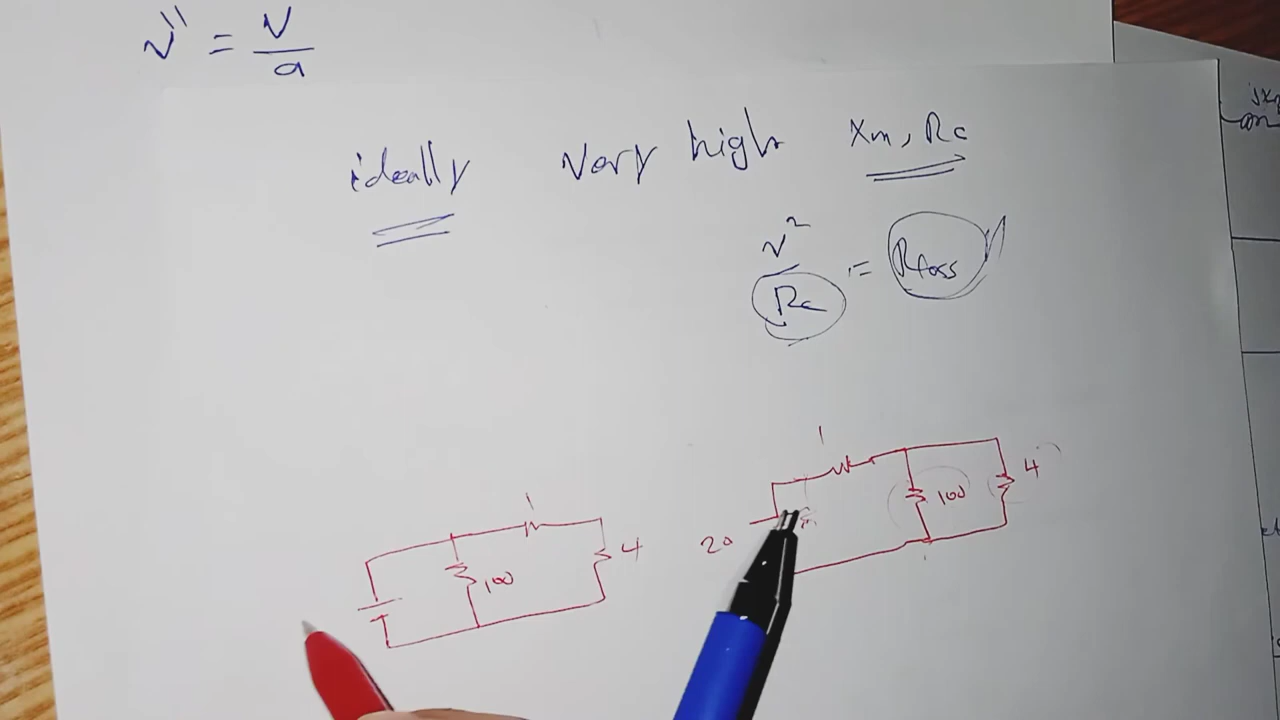 V'' = V / a
ideally very high Xm, Rc
V² / Rc = Ploss
1
1
4
100
20
4
100